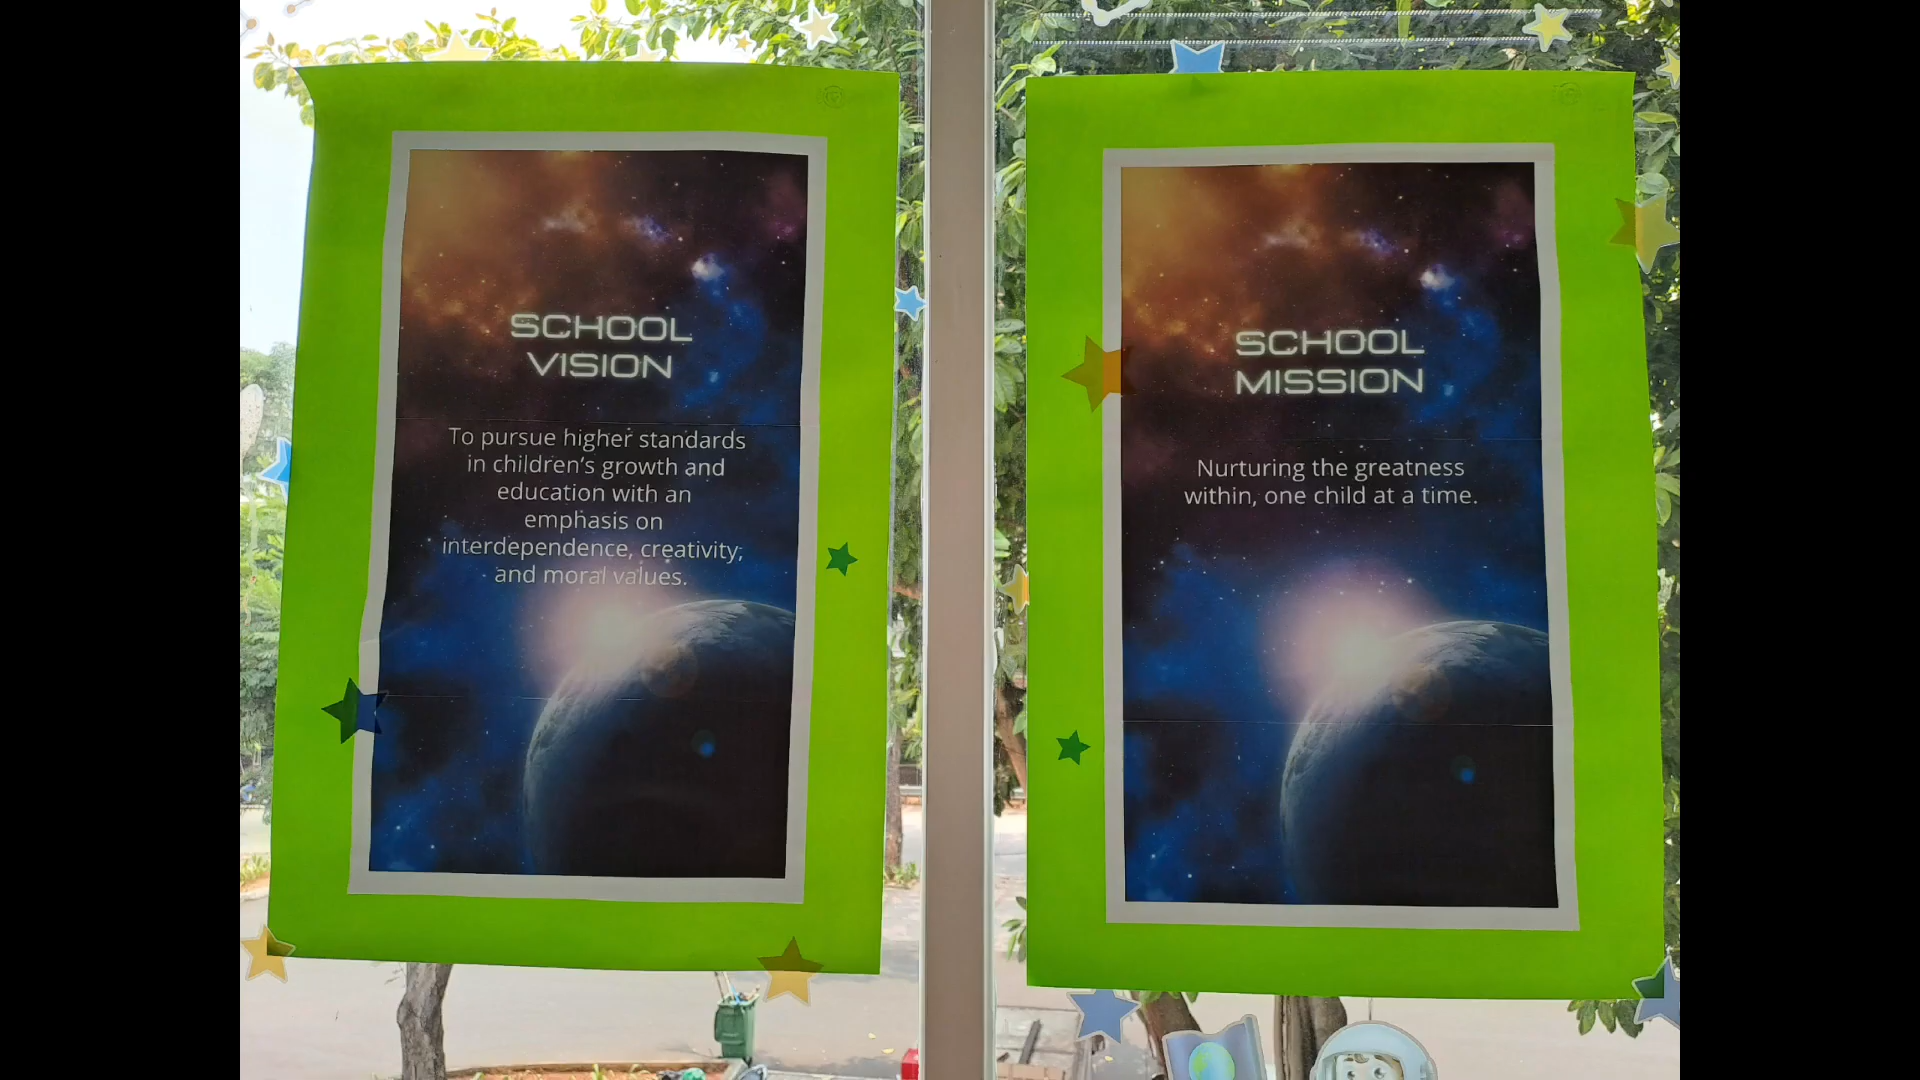 SCHOOL
VISION
To pursue higher standards
in children's growth and
education with an
emphasis on
interdependence, creativity,
and moral values.
SCHOOL
MISSION
Nurturing the greatness
within, one child at a time.